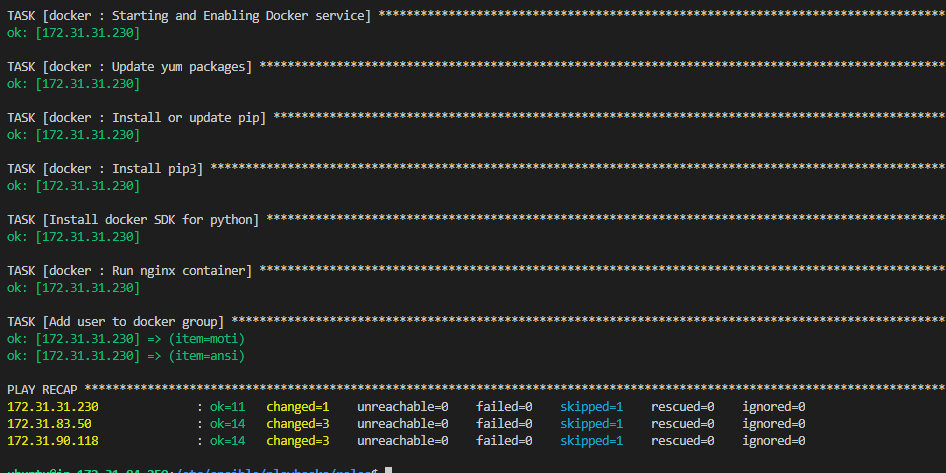 TASK [docker : Starting and Enabling Docker service] *********************************************************************************
ok: [172.31.31.230]
TASK [docker : Update yum packages] **************************************************************************************************
ok: [172.31.31.230]
TASK [docker : Install or update pip] ************************************************************************************************
ok: [172.31.31.230]
TASK [docker : Install pip3] *********************************************************************************************************
ok: [172.31.31.230]
TASK [Install docker SDK for python] *************************************************************************************************
ok: [172.31.31.230]
TASK [docker : Run nginx container] **************************************************************************************************
ok: [172.31.31.230]
TASK [Add user to docker group] ******************************************************************************************************
ok: [172.31.31.230] => (item=moti)
ok: [172.31.31.230] => (item=ansi)
PLAY RECAP ***************************************************************************************************************************
172.31.31.230 : ok=11 changed=1 unreachable=0 failed=0 skipped=1 rescued=0 ignored=0
172.31.83.50 : ok=14 changed=3 unreachable=0 failed=0 skipped=1 rescued=0 ignored=0
172.31.90.118 : ok=14 changed=3 unreachable=0 failed=0 skipped=1 rescued=0 ignored=0